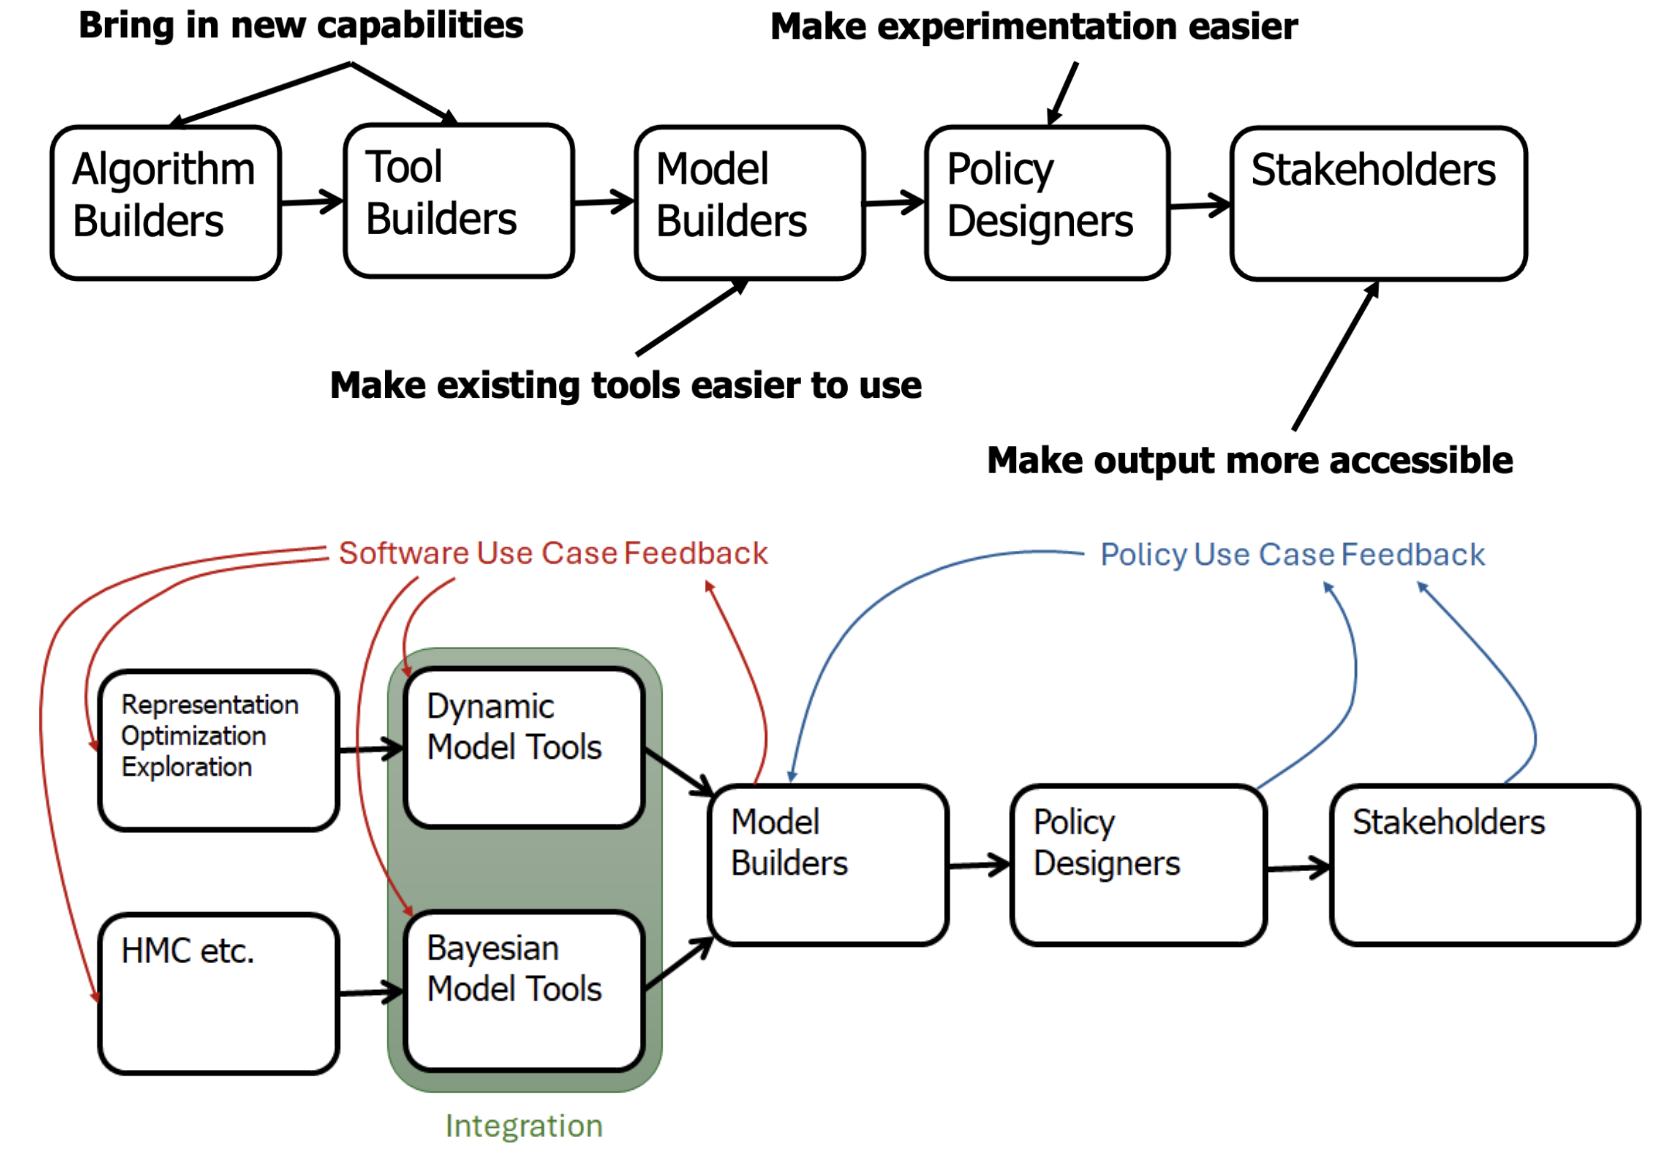 Bring in new capabilities
Make experimentation easier
Algorithm
Builders
Tool
Builders
Model
Builders
Policy
Designers
Stakeholders
Make existing tools easier to use
Make output more accessible
Software Use Case Feedback
Policy Use Case Feedback
Representation
Optimization
Exploration
Dynamic
Model Tools
HMC etc.
Bayesian
Model Tools
Model
Builders
Policy
Designers
Stakeholders
Integration